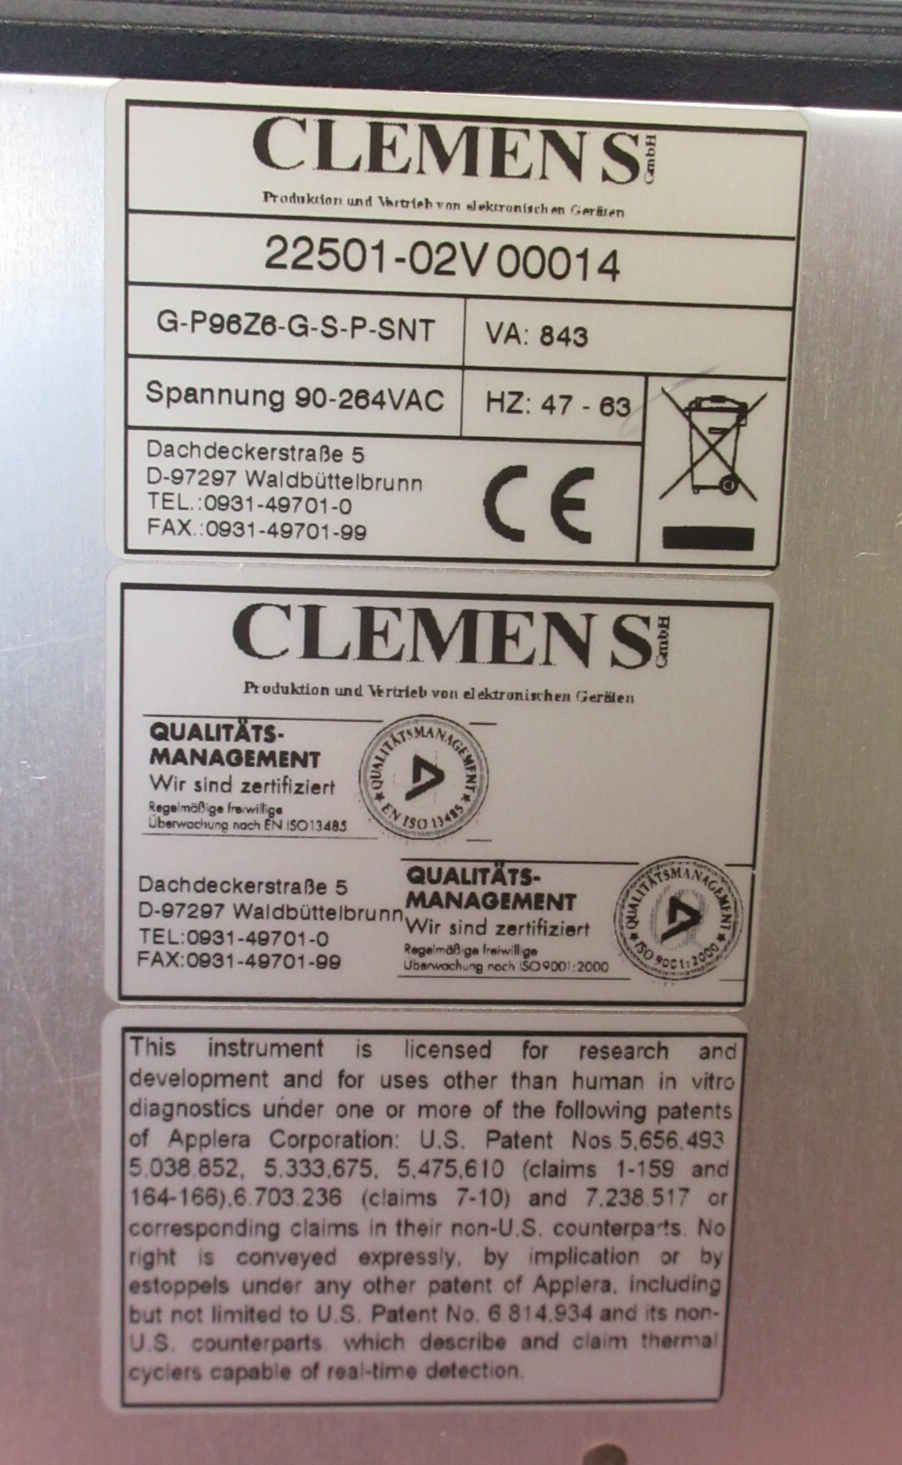 CLEMENS GmbH
Produktion und Vertrieb von elektronischen Geräten
22501-02V 00014
G-P96Z6-G-S-P-SNT
VA: 843
Spannung 90-264VAC
HZ: 47 - 63
Dachdeckerstraße 5
D-97297 Waldbüttelbrunn
TEL.:0931-49701-0
FAX.:0931-49701-99
CE
CLEMENS GmbH
Produktion und Vertrieb von elektronischen Geräten
QUALITÄTS-
MANAGEMENT
Wir sind zertifiziert
Regelmäßige freiwillige
Überwachung nach EN ISO13485
QUALITÄTSMANAGEMENT
★ EN ISO 13485 ★
Dachdeckerstraße 5
D-97297 Waldbüttelbrunn
TEL:0931-49701-0
FAX:0931-49701-99
QUALITÄTS-
MANAGEMENT
Wir sind zertifiziert
Regelmäßige freiwillige
Überwachung nach ISO9001:2000
QUALITÄTSMANAGEMENT
★ ISO 9001:2000 ★
This instrument is licensed for research and
development and for uses other than human in vitro
diagnostics under one or more of the following patents
of Applera Corporation: U.S. Patent Nos.5,656,493
5,038,852, 5,333,675, 5,475,610 (claims 1-159 and
164-166),6,703,236 (claims 7-10) and 7,238,517 or
corresponding claims in their non-U.S. counterparts. No
right is conveyed expressly, by implication or by
estoppels under any other patent of Applera, including
but not limited to U.S. Patent No. 6,814,934 and its non-
U.S. counterparts, which describe and claim thermal
cyclers capable of real-time detection.